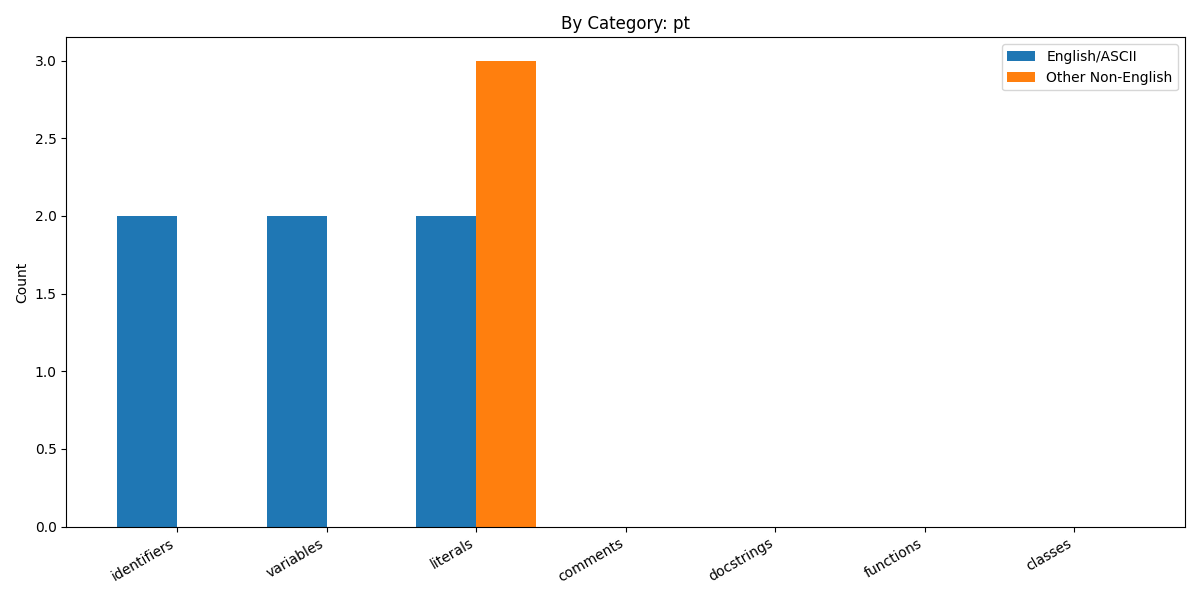 By Category: pt
English/ASCII
Other Non-English
Count
3.0
2.5
2.0
1.5
1.0
0.5
0.0
identifiers
variables
literals
comments
docstrings
functions
classes